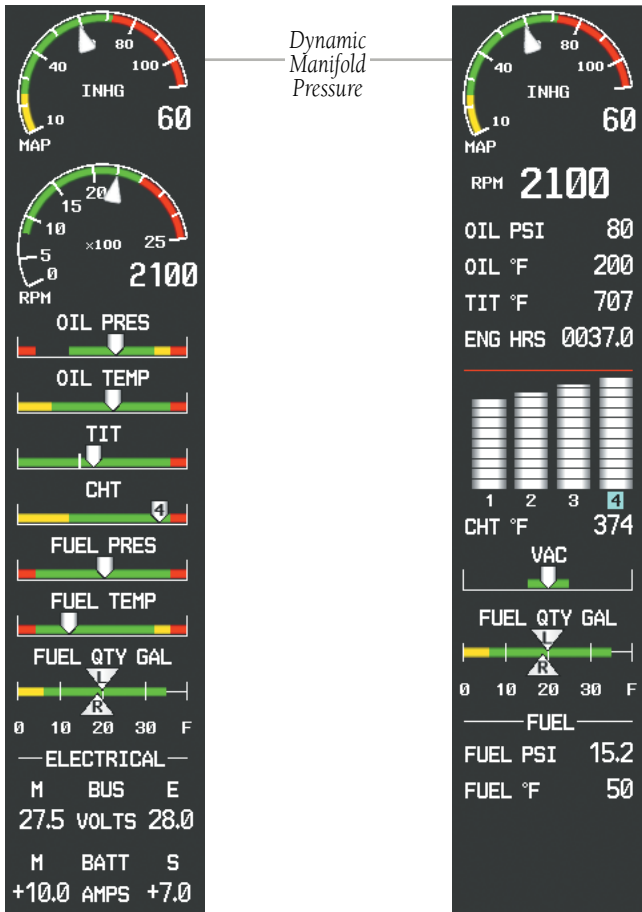 40
80
100
INHG
10
60
MAP
20
15
10
×100
25
5
0
2100
RPM
OIL PRES
OIL TEMP
TIT
CHT
4
FUEL PRES
FUEL TEMP
FUEL QTY GAL
L
R
0 10 20 30 F
ELECTRICAL
M BUS E
27.5 VOLTS 28.0
M BATT S
+10.0 AMPS +7.0
Dynamic
Manifold
Pressure
40
80
100
INHG
10
60
MAP
RPM 2100
OIL PSI 80
OIL °F 200
TIT °F 707
ENG HRS 0037.0
1 2 3 4
CHT °F 374
VAC
FUEL QTY GAL
L
R
0 10 20 30 F
FUEL
FUEL PSI 15.2
FUEL °F 50